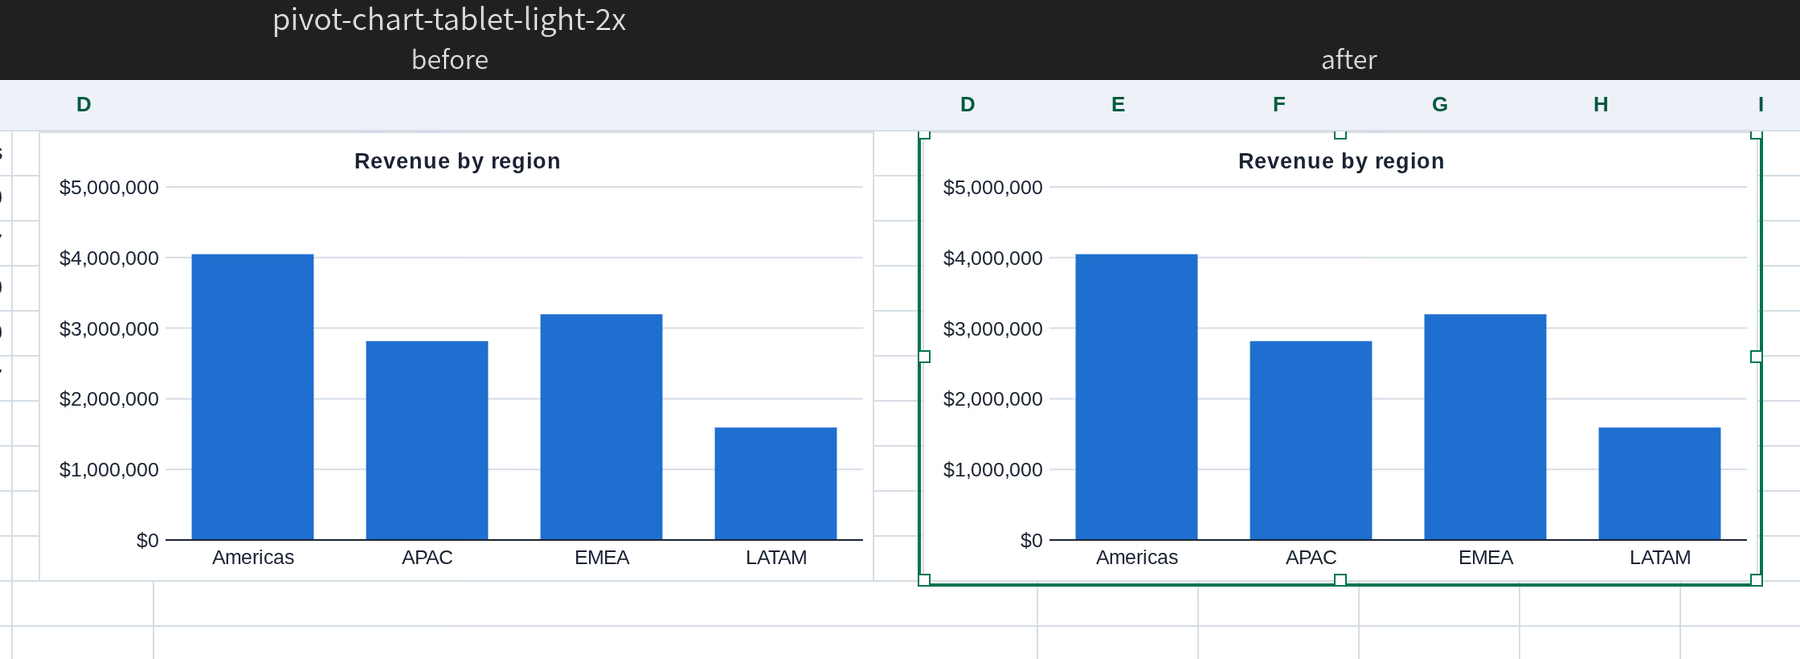 pivot-chart-tablet-light-2x
before after
D D E F G H I
Revenue by region
$5,000,000
$4,000,000
$3,000,000
$2,000,000
$1,000,000
$0
Americas APAC EMEA LATAM
Revenue by region
$5,000,000
$4,000,000
$3,000,000
$2,000,000
$1,000,000
$0
Americas APAC EMEA LATAM